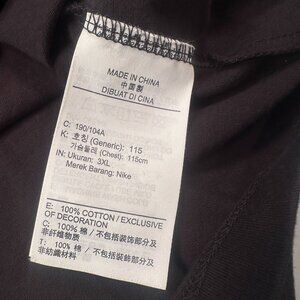 MADE IN CHINA
中国製
DIBUAT DI CINA
C: 190/104A
K: 호칭 (Generic): 115
가슴둘레 (Chest): 115cm
IN: Ukuran: 3XL
Merek Barang: Nike
E: 100% COTTON / EXCLUSIVE
OF DECORATION
C: 100% 棉 / 不包括装饰部分及
非纤维物质
T: 100% 棉 / 不包括裝飾部分及
非紡織材料